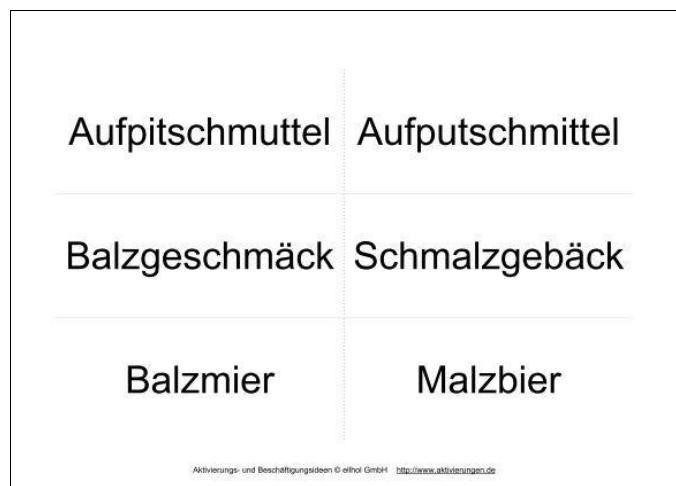 Aufpitschmuttel Aufputschmittel
Balzgeschmäck Schmalzgebäck
Balzmier Malzbier
Aktivierungs- und Beschäftigungsideen © ellhol GmbH http://www.aktivierungen.de